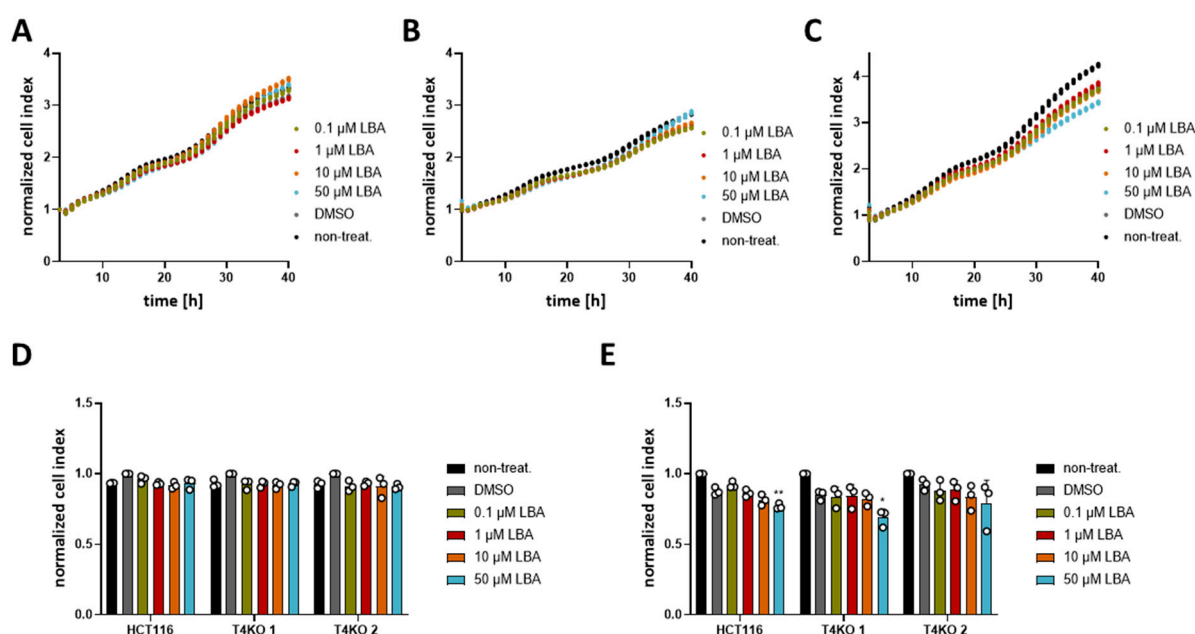 A
normalized cell index
4
3
2
1
0
10
20
30
40
time [h]
0.1 µM LBA
1 µM LBA
10 µM LBA
50 µM LBA
DMSO
non-treat.
B
normalized cell index
4
3
2
1
0
10
20
30
40
time [h]
0.1 µM LBA
1 µM LBA
10 µM LBA
50 µM LBA
DMSO
non-treat.
C
normalized cell index
4
3
2
1
0
10
20
30
40
time [h]
0.1 µM LBA
1 µM LBA
10 µM LBA
50 µM LBA
DMSO
non-treat.
D
normalized cell index
1.5
1.0
0.5
0.0
HCT116
T4KO 1
T4KO 2
non-treat.
DMSO
0.1 µM LBA
1 µM LBA
10 µM LBA
50 µM LBA
E
normalized cell index
1.5
1.0
0.5
0.0
**
*
HCT116
T4KO 1
T4KO 2
non-treat.
DMSO
0.1 µM LBA
1 µM LBA
10 µM LBA
50 µM LBA